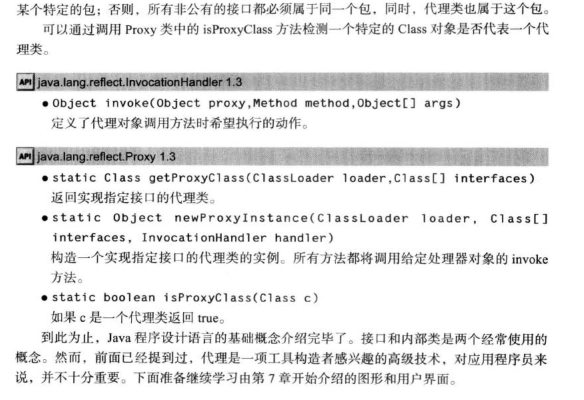 某个特定的包；否则，所有非公有的接口都必须属于同一个包，同时，代理类也属于这个包。
可以通过调用 Proxy 类中的 isProxyClass 方法检测一个特定的 Class 对象是否代表一个代
理类。
API java.lang.reflect.InvocationHandler 1.3
● Object invoke(Object proxy,Method method,Object[] args)
定义了代理对象调用方法时希望执行的动作。
API java.lang.reflect.Proxy 1.3
● static Class getProxyClass(ClassLoader loader,Class[] interfaces)
返回实现指定接口的代理类。
● static Object newProxyInstance(ClassLoader loader, Class[]
interfaces, InvocationHandler handler)
构造一个实现指定接口的代理类的实例。所有方法都将调用给定处理器对象的 invoke
方法。
● static boolean isProxyClass(Class c)
如果 c 是一个代理类返回 true。
到此为止，Java 程序设计语言的基础概念介绍完毕了。接口和内部类是两个经常使用的
概念。然而，前面已经提到过，代理是一项工具构造者感兴趣的高级技术，对应用程序员来
说，并不十分重要。下面准备继续学习由第 7 章开始介绍的图形和用户界面。